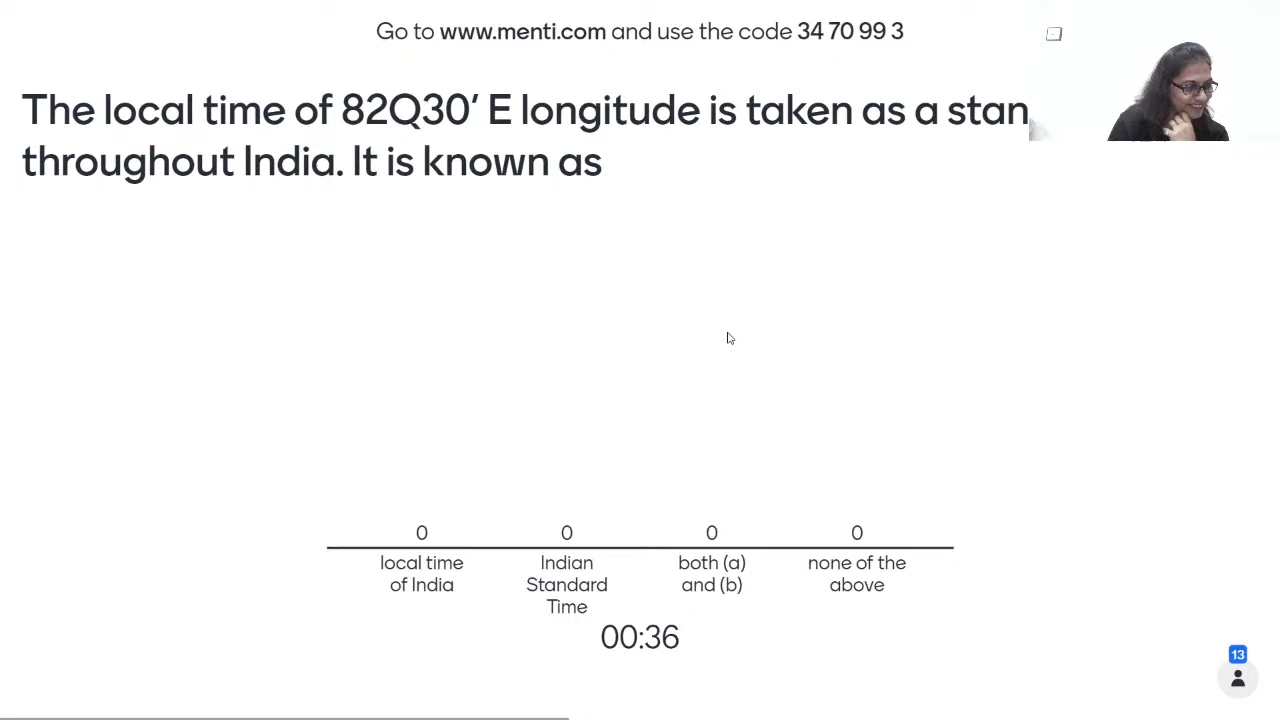 Go to www.menti.com and use the code 34 70 99 3
The local time of 82Q30′ E longitude is taken as a stan
throughout India. It is known as
0 0 0 0
local time of India
Indian Standard Time
both (a) and (b)
none of the above
00:36
13